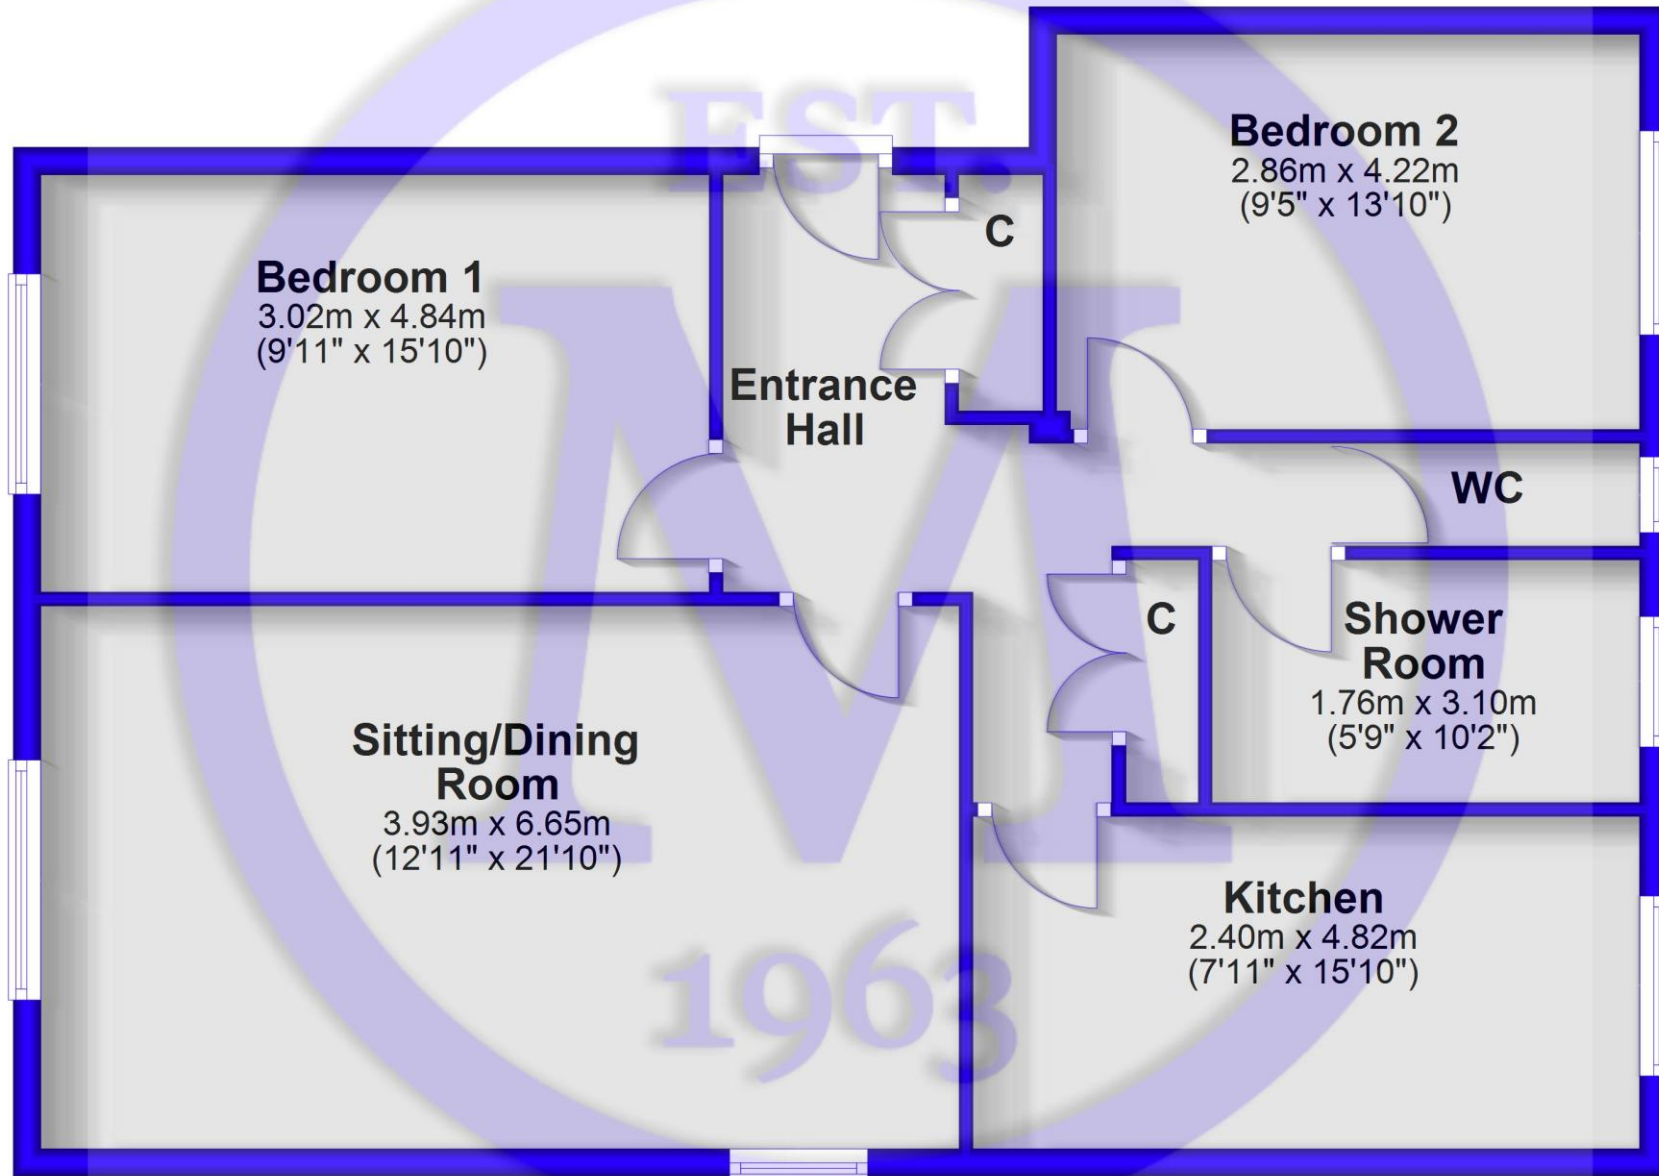 EST.
Bedroom 2
2.86m x 4.22m
(9'5" x 13'10")
C
Bedroom 1
3.02m x 4.84m
(9'11" x 15'10")
Entrance
Hall
WC
C
Shower
Room
1.76m x 3.10m
(5'9" x 10'2")
Sitting/Dining
Room
3.93m x 6.65m
(12'11" x 21'10")
Kitchen
2.40m x 4.82m
(7'11" x 15'10")
M
1963